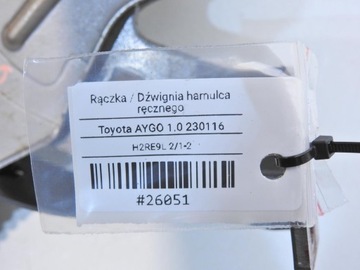 Rączka / Dźwignia hamulca
ręcznego
Toyota AYGO 1.0 230116
H2RE9L 2/1-2
#26051